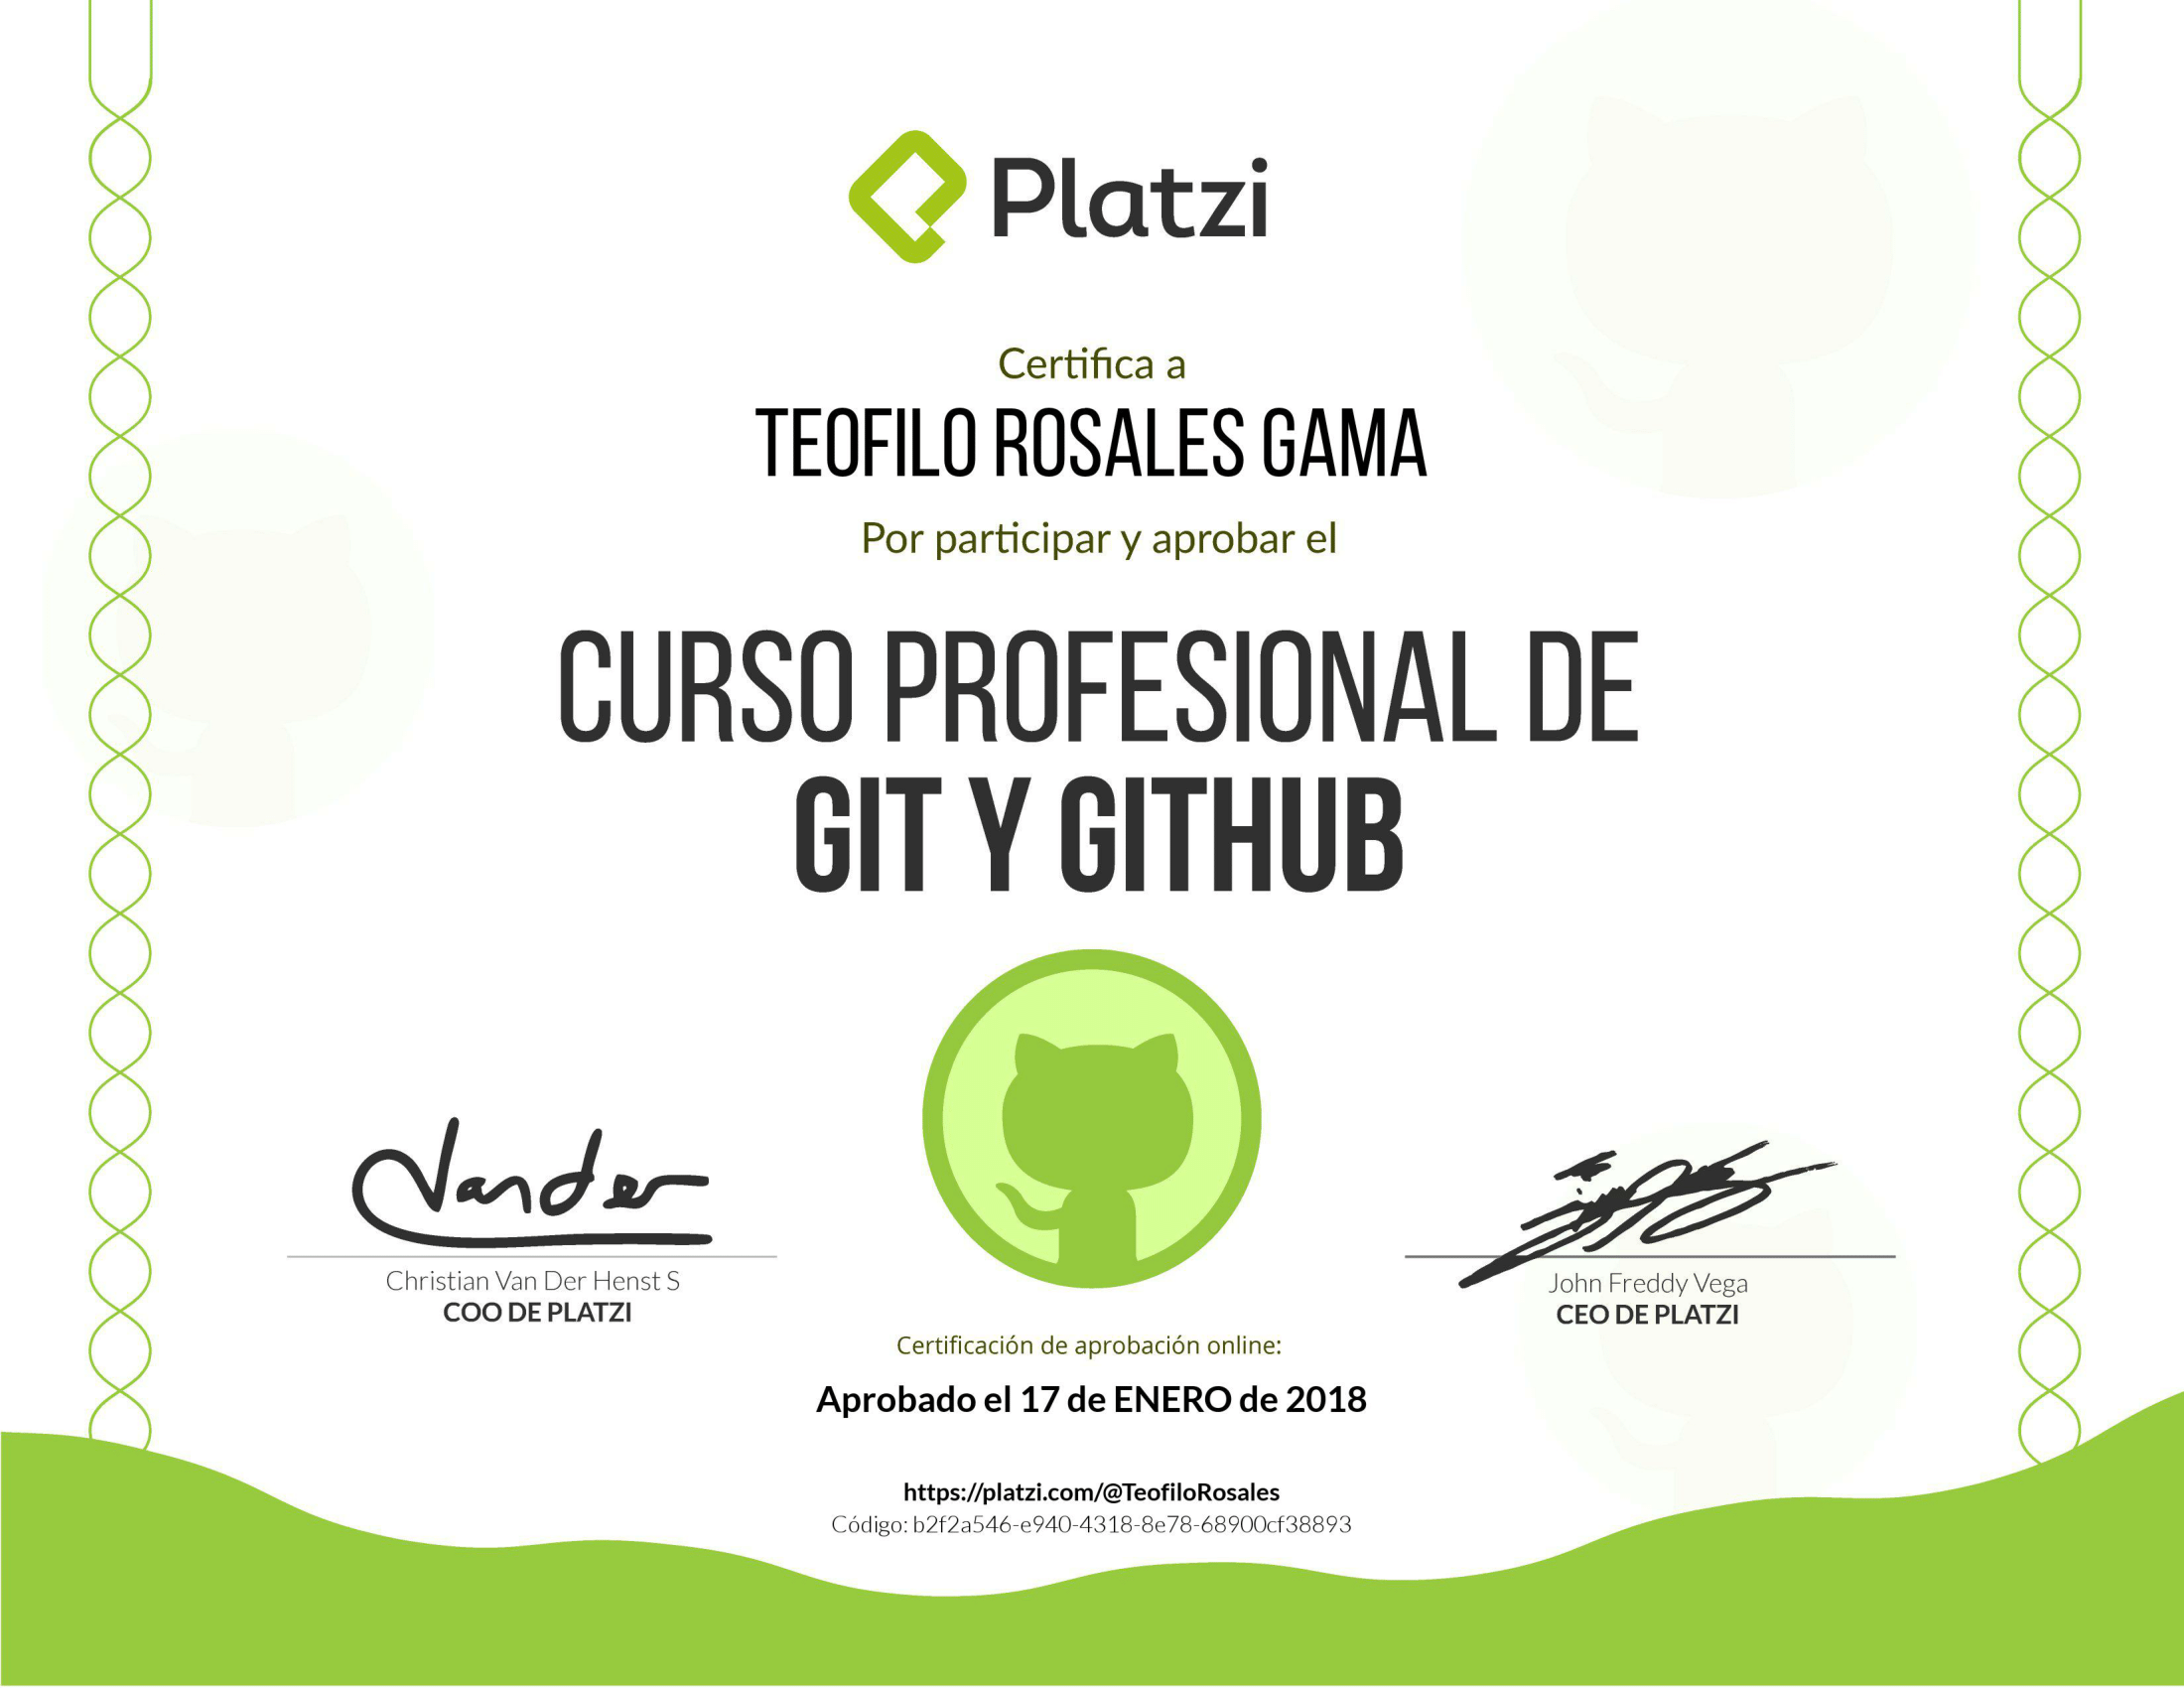 Platzi
Certifica a
TEOFILO ROSALES GAMA
Por participar y aprobar el
CURSO PROFESIONAL DE
GIT Y GITHUB
Vander
Christian Van Der Henst S
COO DE PLATZI
John Freddy Vega
CEO DE PLATZI
Certificación de aprobación online:
Aprobado el 17 de ENERO de 2018
https://platzi.com/@TeofiloRosales
Código: b2f2a546-e940-4318-8e78-68900cf38893